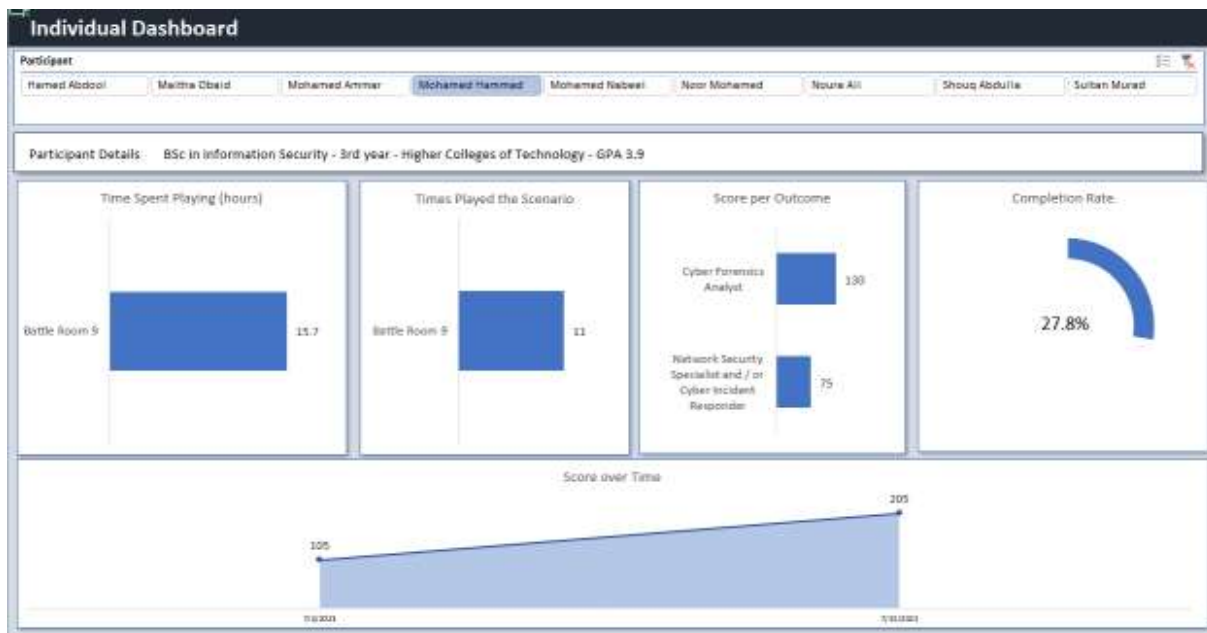 Individual Dashboard
Participant
Hamed Abdool Maitha Obaid Mohamed Ammar Mohamed Hammad Mohamed Nabeel Noor Mohamed Noura Ali Shouq Abdulla Sultan Murad
Participant Details BSc in Information Security - 3rd year - Higher Colleges of Technology - GPA 3.9
Time Spent Playing (hours)
Battle Room 9
15.7
Times Played the Scenario
Battle Room 9
11
Score per Outcome
Cyber Forensics
Analyst
130
Network Security
Specialist and / or
Cyber Incident
Responder
75
Completion Rate
27.8%
Score over Time
105
205